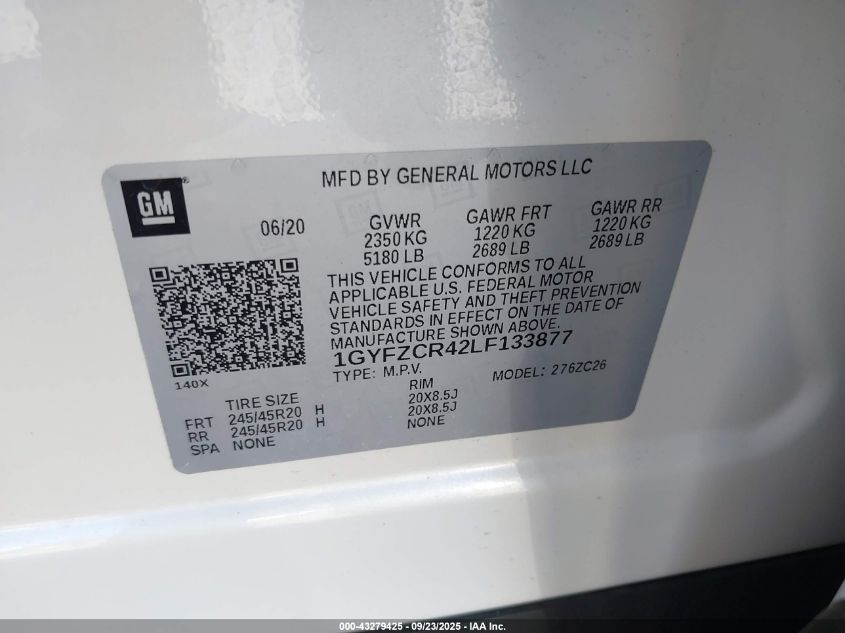 GM
MFD BY GENERAL MOTORS LLC
06/20
GVWR GAWR FRT GAWR RR
2350 KG 1220 KG 1220 KG
5180 LB 2689 LB 2689 LB
THIS VEHICLE CONFORMS TO ALL
APPLICABLE U.S. FEDERAL MOTOR
VEHICLE SAFETY AND THEFT PREVENTION
STANDARDS IN EFFECT ON THE DATE OF
MANUFACTURE SHOWN ABOVE.
1GYFZCR42LF133877
140X
TYPE: M.P.V. MODEL: 276ZC26
TIRE SIZE RIM
FRT 245/45R20 H 20X8.5J
RR 245/45R20 H 20X8.5J
SPA NONE NONE
000-43279425 - 09/23/2025 - IAA Inc.